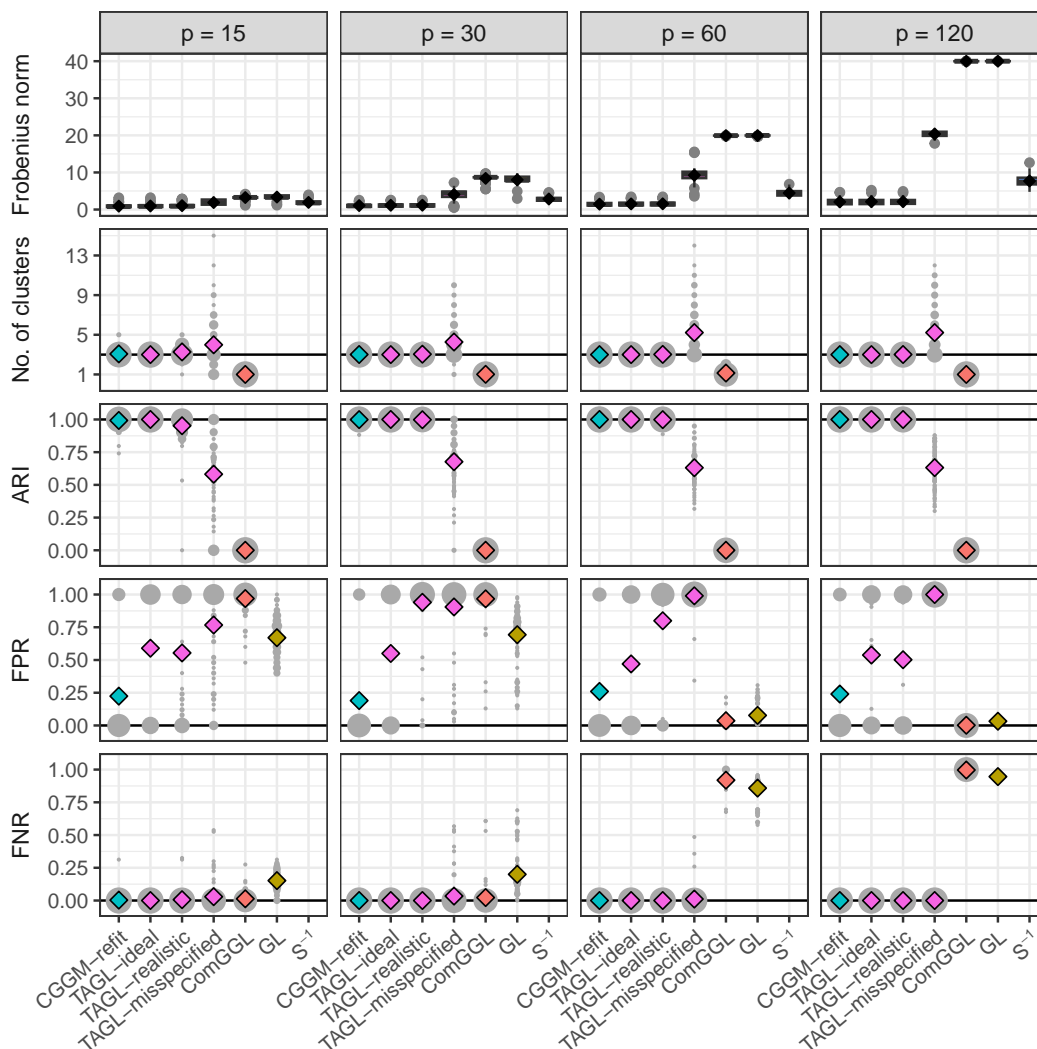 p = 15
p = 30
p = 60
p = 120
Frobenius norm
40
30
20
10
0
No. of clusters
13
5
1
ARI
1.00
0.75
0.50
0.25
0.00
FPR
1.00
0.75
0.50
0.25
0.00
FNR
1.00
0.75
0.50
0.25
0.00
CGGM−refit
TAGL−ideal
TAGL−realistic
TAGL−misspecified
ComGGL
GL
S⁻¹
CGGM−refit
TAGL−ideal
TAGL−realistic
TAGL−misspecified
ComGGL
GL
S⁻¹
CGGM−refit
TAGL−ideal
TAGL−realistic
TAGL−misspecified
ComGGL
GL
S⁻¹
CGGM−refit
TAGL−ideal
TAGL−realistic
TAGL−misspecified
ComGGL
GL
S⁻¹